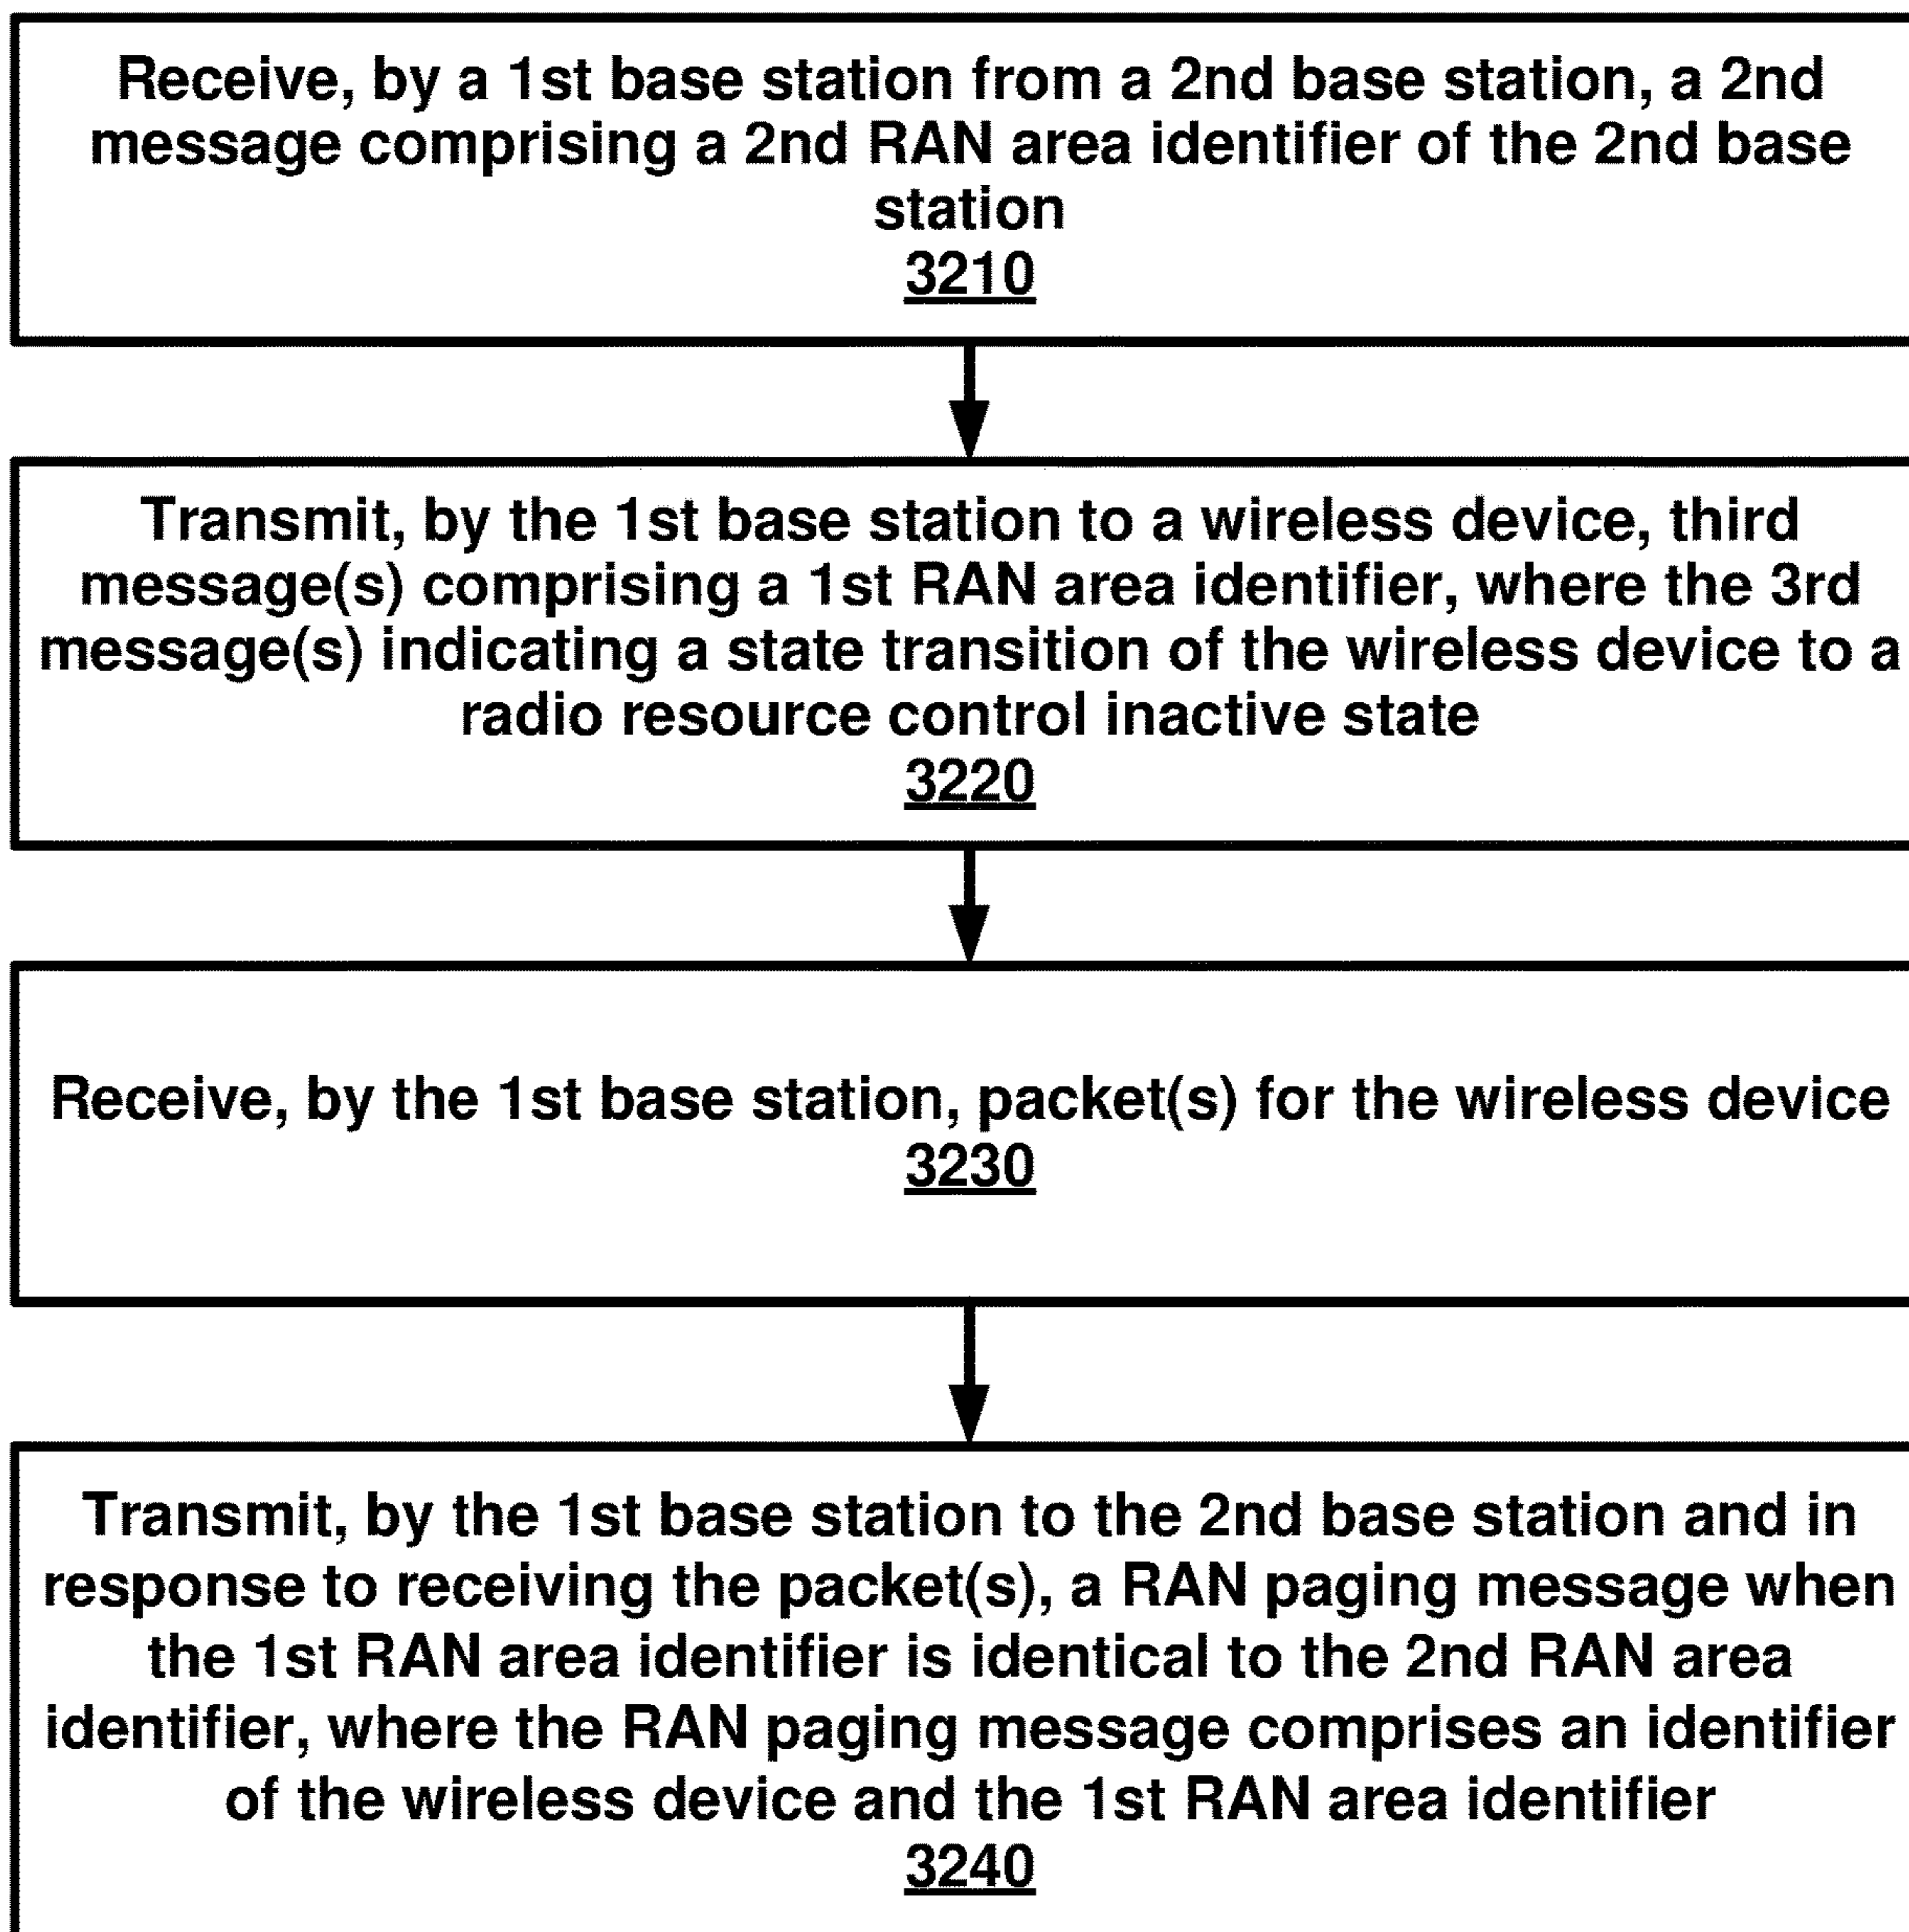 Receive, by a 1st base station from a 2nd base station, a 2nd
message comprising a 2nd RAN area identifier of the 2nd base
station
3210
Transmit, by the 1st base station to a wireless device, third
message(s) comprising a 1st RAN area identifier, where the 3rd
message(s) indicating a state transition of the wireless device to a
radio resource control inactive state
3220
Receive, by the 1st base station, packet(s) for the wireless device
3230
Transmit, by the 1st base station to the 2nd base station and in
response to receiving the packet(s), a RAN paging message when
the 1st RAN area identifier is identical to the 2nd RAN area
identifier, where the RAN paging message comprises an identifier
of the wireless device and the 1st RAN area identifier
3240